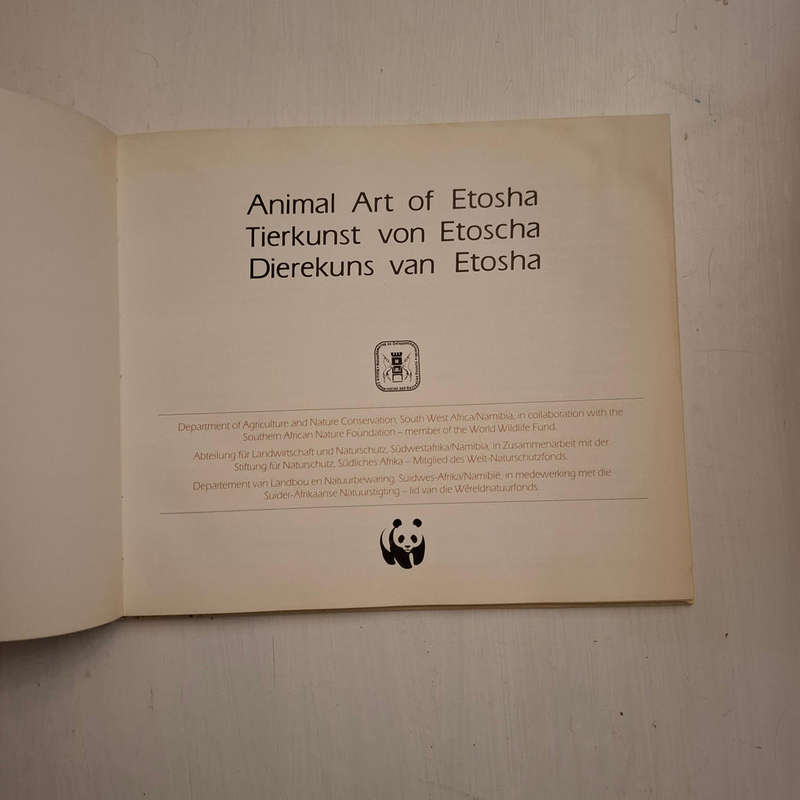 Animal Art of Etosha
Tierkunst von Etoscha
Dierekuns van Etosha
Department of Agriculture and Nature Conservation, South West Africa/Namibia, in collaboration with the
Southern African Nature Foundation – member of the World Wildlife Fund.
Abteilung für Landwirtschaft und Naturschutz, Südwestafrika/Namibia, in Zusammenarbeit mit der
Stiftung für Naturschutz, Südliches Afrika – Mitglied des Welt-Naturschutzfonds.
Departement van Landbou en Natuurbewaring, Suidwes-Afrika/Namibië, in medewerking met die
Suider-Afrikaanse Natuurstigting – lid van die Wêreldnatuurfonds.